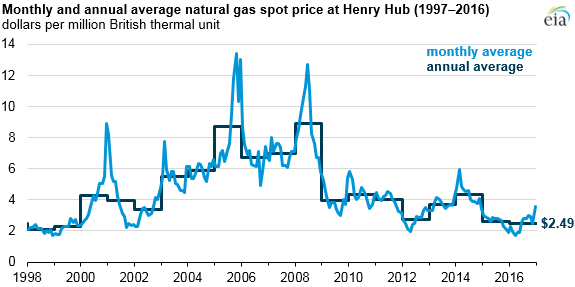 Monthly and annual average natural gas spot price at Henry Hub (1997–2016)
dollars per million British thermal unit
eia
monthly average
annual average
14
12
10
8
6
4
2
0
$2.49
1998 2000 2002 2004 2006 2008 2010 2012 2014 2016